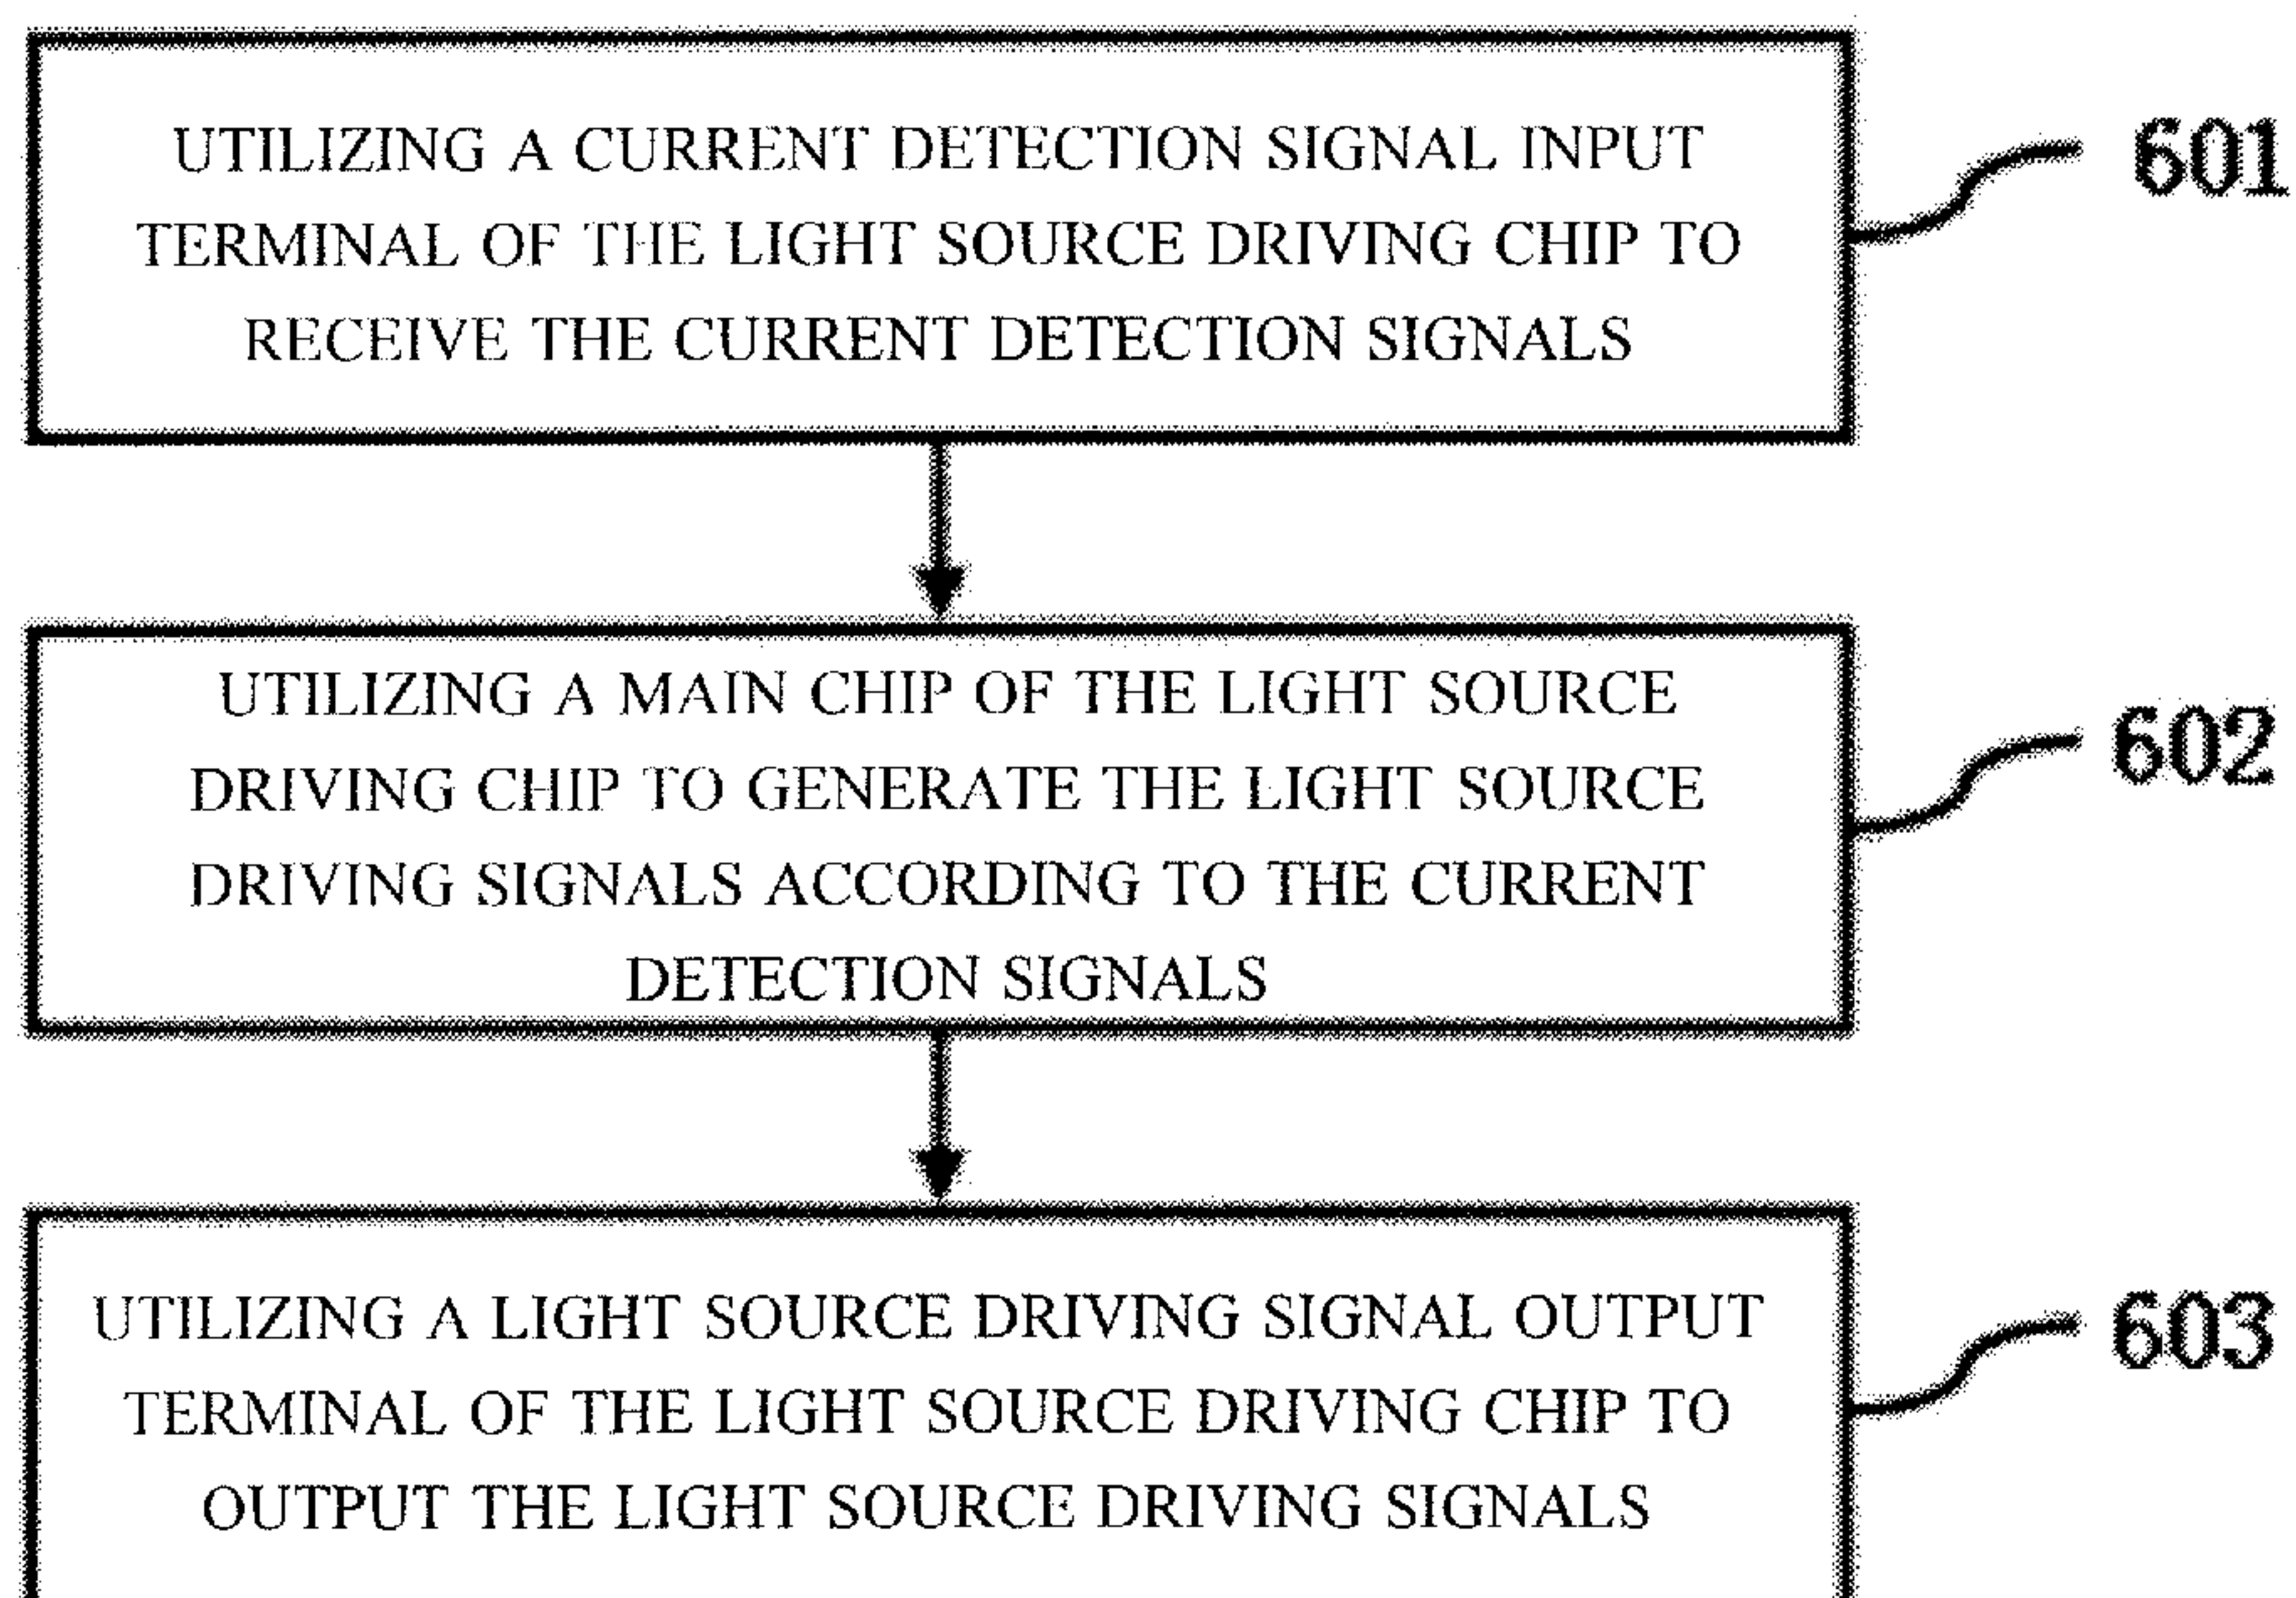 UTILIZING A CURRENT DETECTION SIGNAL INPUT
TERMINAL OF THE LIGHT SOURCE DRIVING CHIP TO
RECEIVE THE CURRENT DETECTION SIGNALS
601
UTILIZING A MAIN CHIP OF THE LIGHT SOURCE
DRIVING CHIP TO GENERATE THE LIGHT SOURCE
DRIVING SIGNALS ACCORDING TO THE CURRENT
DETECTION SIGNALS
602
UTILIZING A LIGHT SOURCE DRIVING SIGNAL OUTPUT
TERMINAL OF THE LIGHT SOURCE DRIVING CHIP TO
OUTPUT THE LIGHT SOURCE DRIVING SIGNALS
603